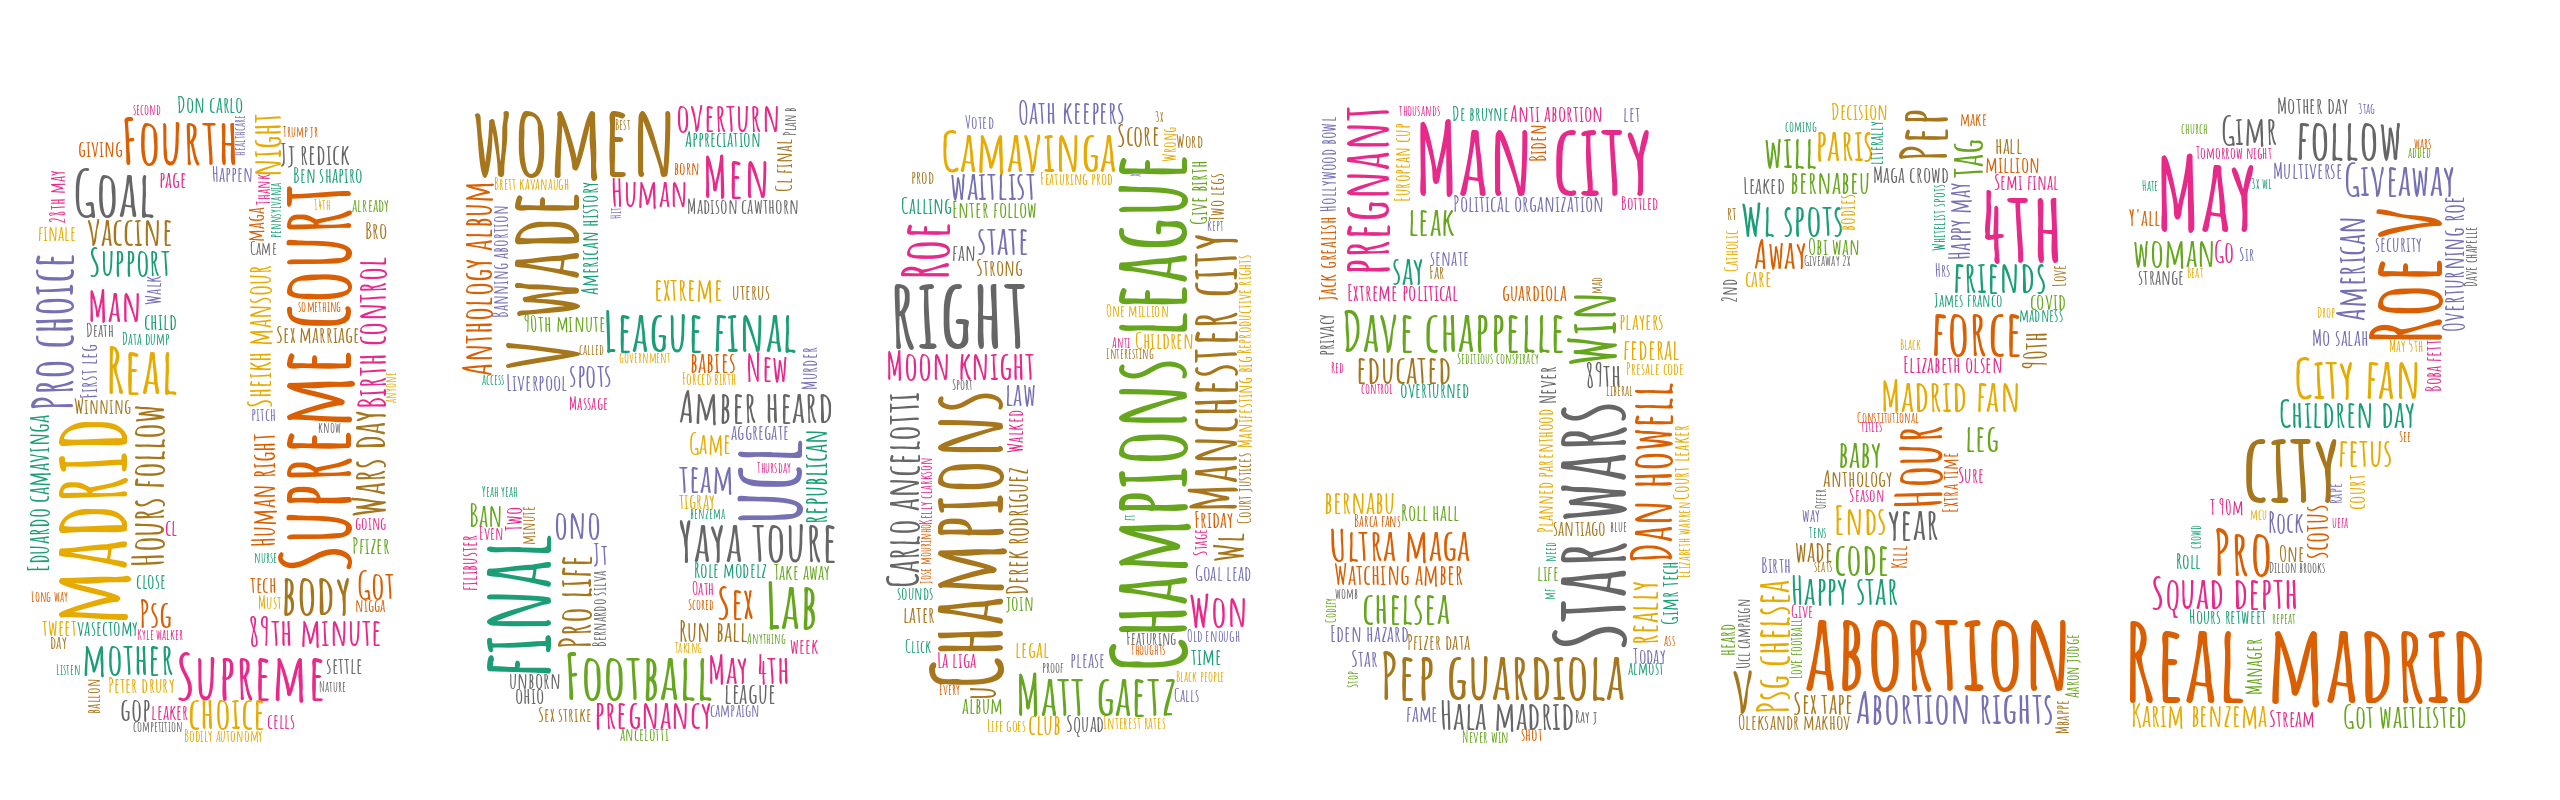 Second
Don Carlo
Giving
Fourth
Healthcare
Night
Trump Jr
Page
Happen
JJ Redick
Ben Shapiro
28th May
Goal
Thank
Pennsylvania
14th
Already
Finale
Vaccine
Maga
Came
Bro
Support
Court
Pro Choice
Man
Walk
Sheikh Mansour
Something
Birth Control
Death
Child
Data Dump
Sex Marriage
First Leg
Real
Supreme
Anyone
Winning
Pitch
Know
Wars Day
Eduardo Camavinga
Madrid
Hours Follow
CL
Human Right
Going
Pfizer
Nurse
Close
Tech
Must
Body
Got
Nigga
Long Way
PSG
Tweet
Vasectomy
Kyle Walker
89th Minute
Day
Listen
Mother
Supreme
Settle
Nature
Ballon
Peter Drury
GOP
Leaker
Choice
Cells
Competition
Bodily Autonomy
Women
Best
Overturn
Appreciation
Plan B
CL Final
Brett Kavanaugh
Born
Men
Human
Madison Cawthorn
Anthology Album
Banning Abortion
V Wade
American History
Shit
Extreme
Uterus
90th Minute
League Final
Called
Government
Babies
New
Murder
Access
Liverpool
Spots
Forced Birth
Massage
Amber Heard
Game
Aggregate
Team
Thursday
UCL
Republican
Yeah Yeah
Tigray
Benzema
Ban
Two
Minute
Even
Ono
Yaya Toure
Filibuster
Final
Pro Life
Jt
Bernardo Silva
Role Modelz
Take Away
Oath
Scored
Sex
Lab
Run Ball
Anything
Taking
Week
Unborn
Ohio
Football
May 4th
League
Sex Strike
Pregnancy
Campaign
Ancelotti
Voted
Oath Keepers
3x
Camavinga
Score
Wrong
Word
Prod
Waitlist
Featuring Prod
Calling
Enter Follow
Give Birth
Two Legs
Kept
Roe
Fan
State
Strong
League
Manchester City
Right
One Million
Reproductive Rights
Moon Knight
Anti
Children
Interesting
Big
Sport
Law
Carlo Ancelotti
Champions
Walked
Champions
Manifesting
Kelly Clarkson
Jose Mourinho
Derek Rodriguez
Court Justices
Ft
Friday
Stage
WL
Sounds
Join
Goal Lead
Later
Won
Click
Legal
Featuring
Thoughts
Old Enough
La Liga
Proof
Please
Time
Black People
Every
U
Album
Matt Gaetz
Calls
Life Goes
Club
Squad
Interest Rates
Hollywood Bowl
Pregnant
Thousands
De Bruyne
Anti Abortion
Let
European Cup
Man City
Biden
Political Organization
Bottled
Jack Grealish
Leak
Say
Senate
Far
Extreme Political
Guardiola
Mad
Privacy
Dave Chappelle
Win
Players
Seditious Conspiracy
Federal
Red
Educated
89th
Presale Code
Control
Overturned
Never
Liberal
Bernabu
Barca Fans
Roll Hall
Planned Parenthood
Star Wars
Dan Howell
Court Leaker
Santiago
Blue
Ultra Maga
Watching Amber
Need
Life
MF
Elizabeth Warren
Gimr Tech
Womb
Codify
Chelsea
Really
Eden Hazard
Pfizer Data
Ass
Star
Today
Almost
Stop
Pep Guardiola
Fame
Hala Madrid
Ray J
Never Win
Shot
Decision
Coming
Paris
Literally
Pep
Make
Will
Tag
Hall
Million
Leaked
Bernabeu
Maga Crowd
Semi Final
RT
WL Spots
Bodies
Whitelist Spots
Happy May
4th
Catholic
Away
Obi Wan
Giveaway 2x
2nd
Care
Hrs
Friends
Love
James Franco
Covid
Madness
Force
Black
90th
Elizabeth Olsen
Madrid Fan
Constitutional
Titles
Baby
Hour
Leg
Anthology
Season
Extra Time
Sure
Offer
Way
Tens
Ends
Year
Wade
Seats
Code
Kill
Birth
Happy Star
Give
Heard
UCL Campaign
PSG Chelsea
Love Football
Abortion
Aaron Judge
V
Sex Tape
Oleksandr Makhov
Abortion Rights
Mbappe
Mother Day
3tag
Church
Gimr
Follow
Wars
Added
Tomorrow Night
Multiverse
Hate
May
3x WL
Giveaway
Y'all
Roe V
Overturning Roe
Dave Chapelle
Woman
Go
Sir
American
Security
Strange
Beat
Drop
Mo Salah
May 5th
Boba Fett
City Fan
Children Day
See
City
Fetus
Rape
Court
T 90m
MCU
Rock
SCOTUS
UEFA
Crowd
Roll
Pro
One
Dillon Brooks
Squad Depth
Hours Retweet
Repeat
Real Madrid
Manager
Karim Benzema
Stream
Got Waitlisted